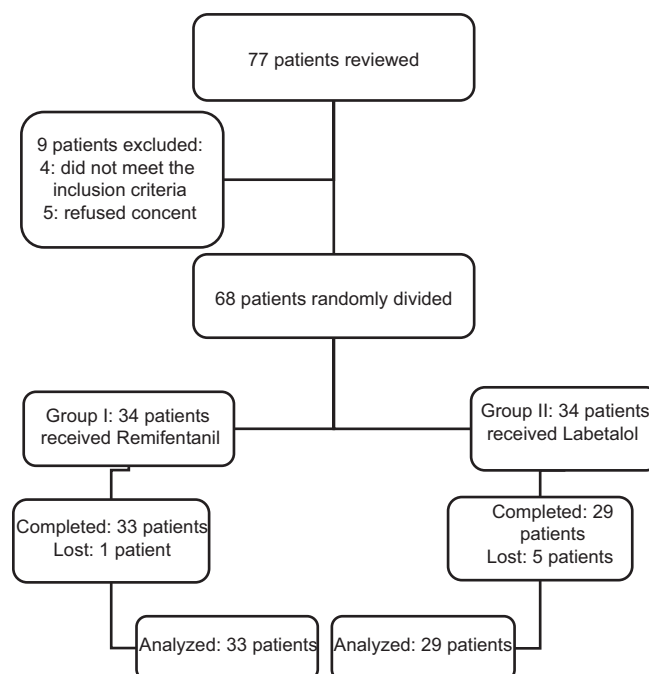 77 patients reviewed
9 patients excluded:
4: did not meet the
inclusion criteria
5: refused concent
68 patients randomly divided
Group I: 34 patients
received Remifentanil
Group II: 34 patients
received Labetalol
Completed: 33 patients
Lost: 1 patient
Completed: 29
patients
Lost: 5 patients
Analyzed: 33 patients
Analyzed: 29 patients